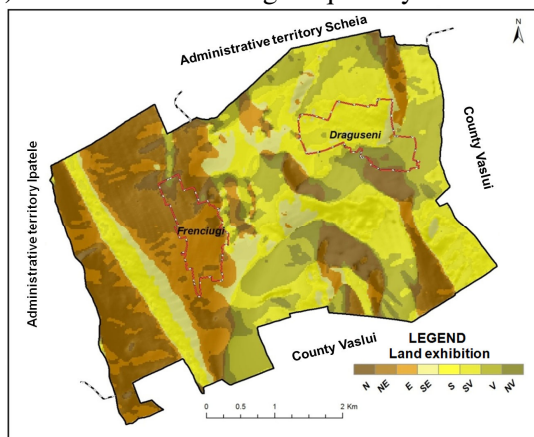 N
Administrative territory Scheia
Draguseni
County Vaslui
Administrative territory Ipatele
Frenciugi
County Vaslui
LEGEND
Land exhibition
N NE E SE S SV V NV
0 0.5 1 2 Km